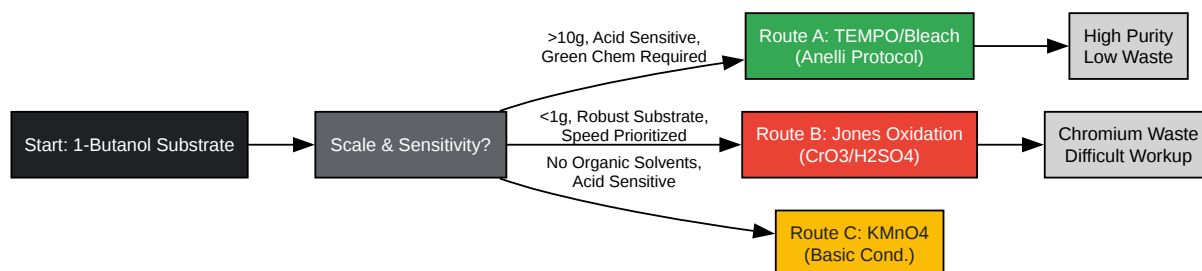 >10g, Acid Sensitive,
Green Chem Required
Route A: TEMPO/Bleach
(Anelli Protocol)
High Purity
Low Waste
Start: 1-Butanol Substrate
Scale & Sensitivity?
<1g, Robust Substrate,
Speed Prioritized
Route B: Jones Oxidation
(CrO3/H2SO4)
Chromium Waste
Difficult Workup
No Organic Solvents,
Acid Sensitive
Route C: KMnO4
(Basic Cond.)